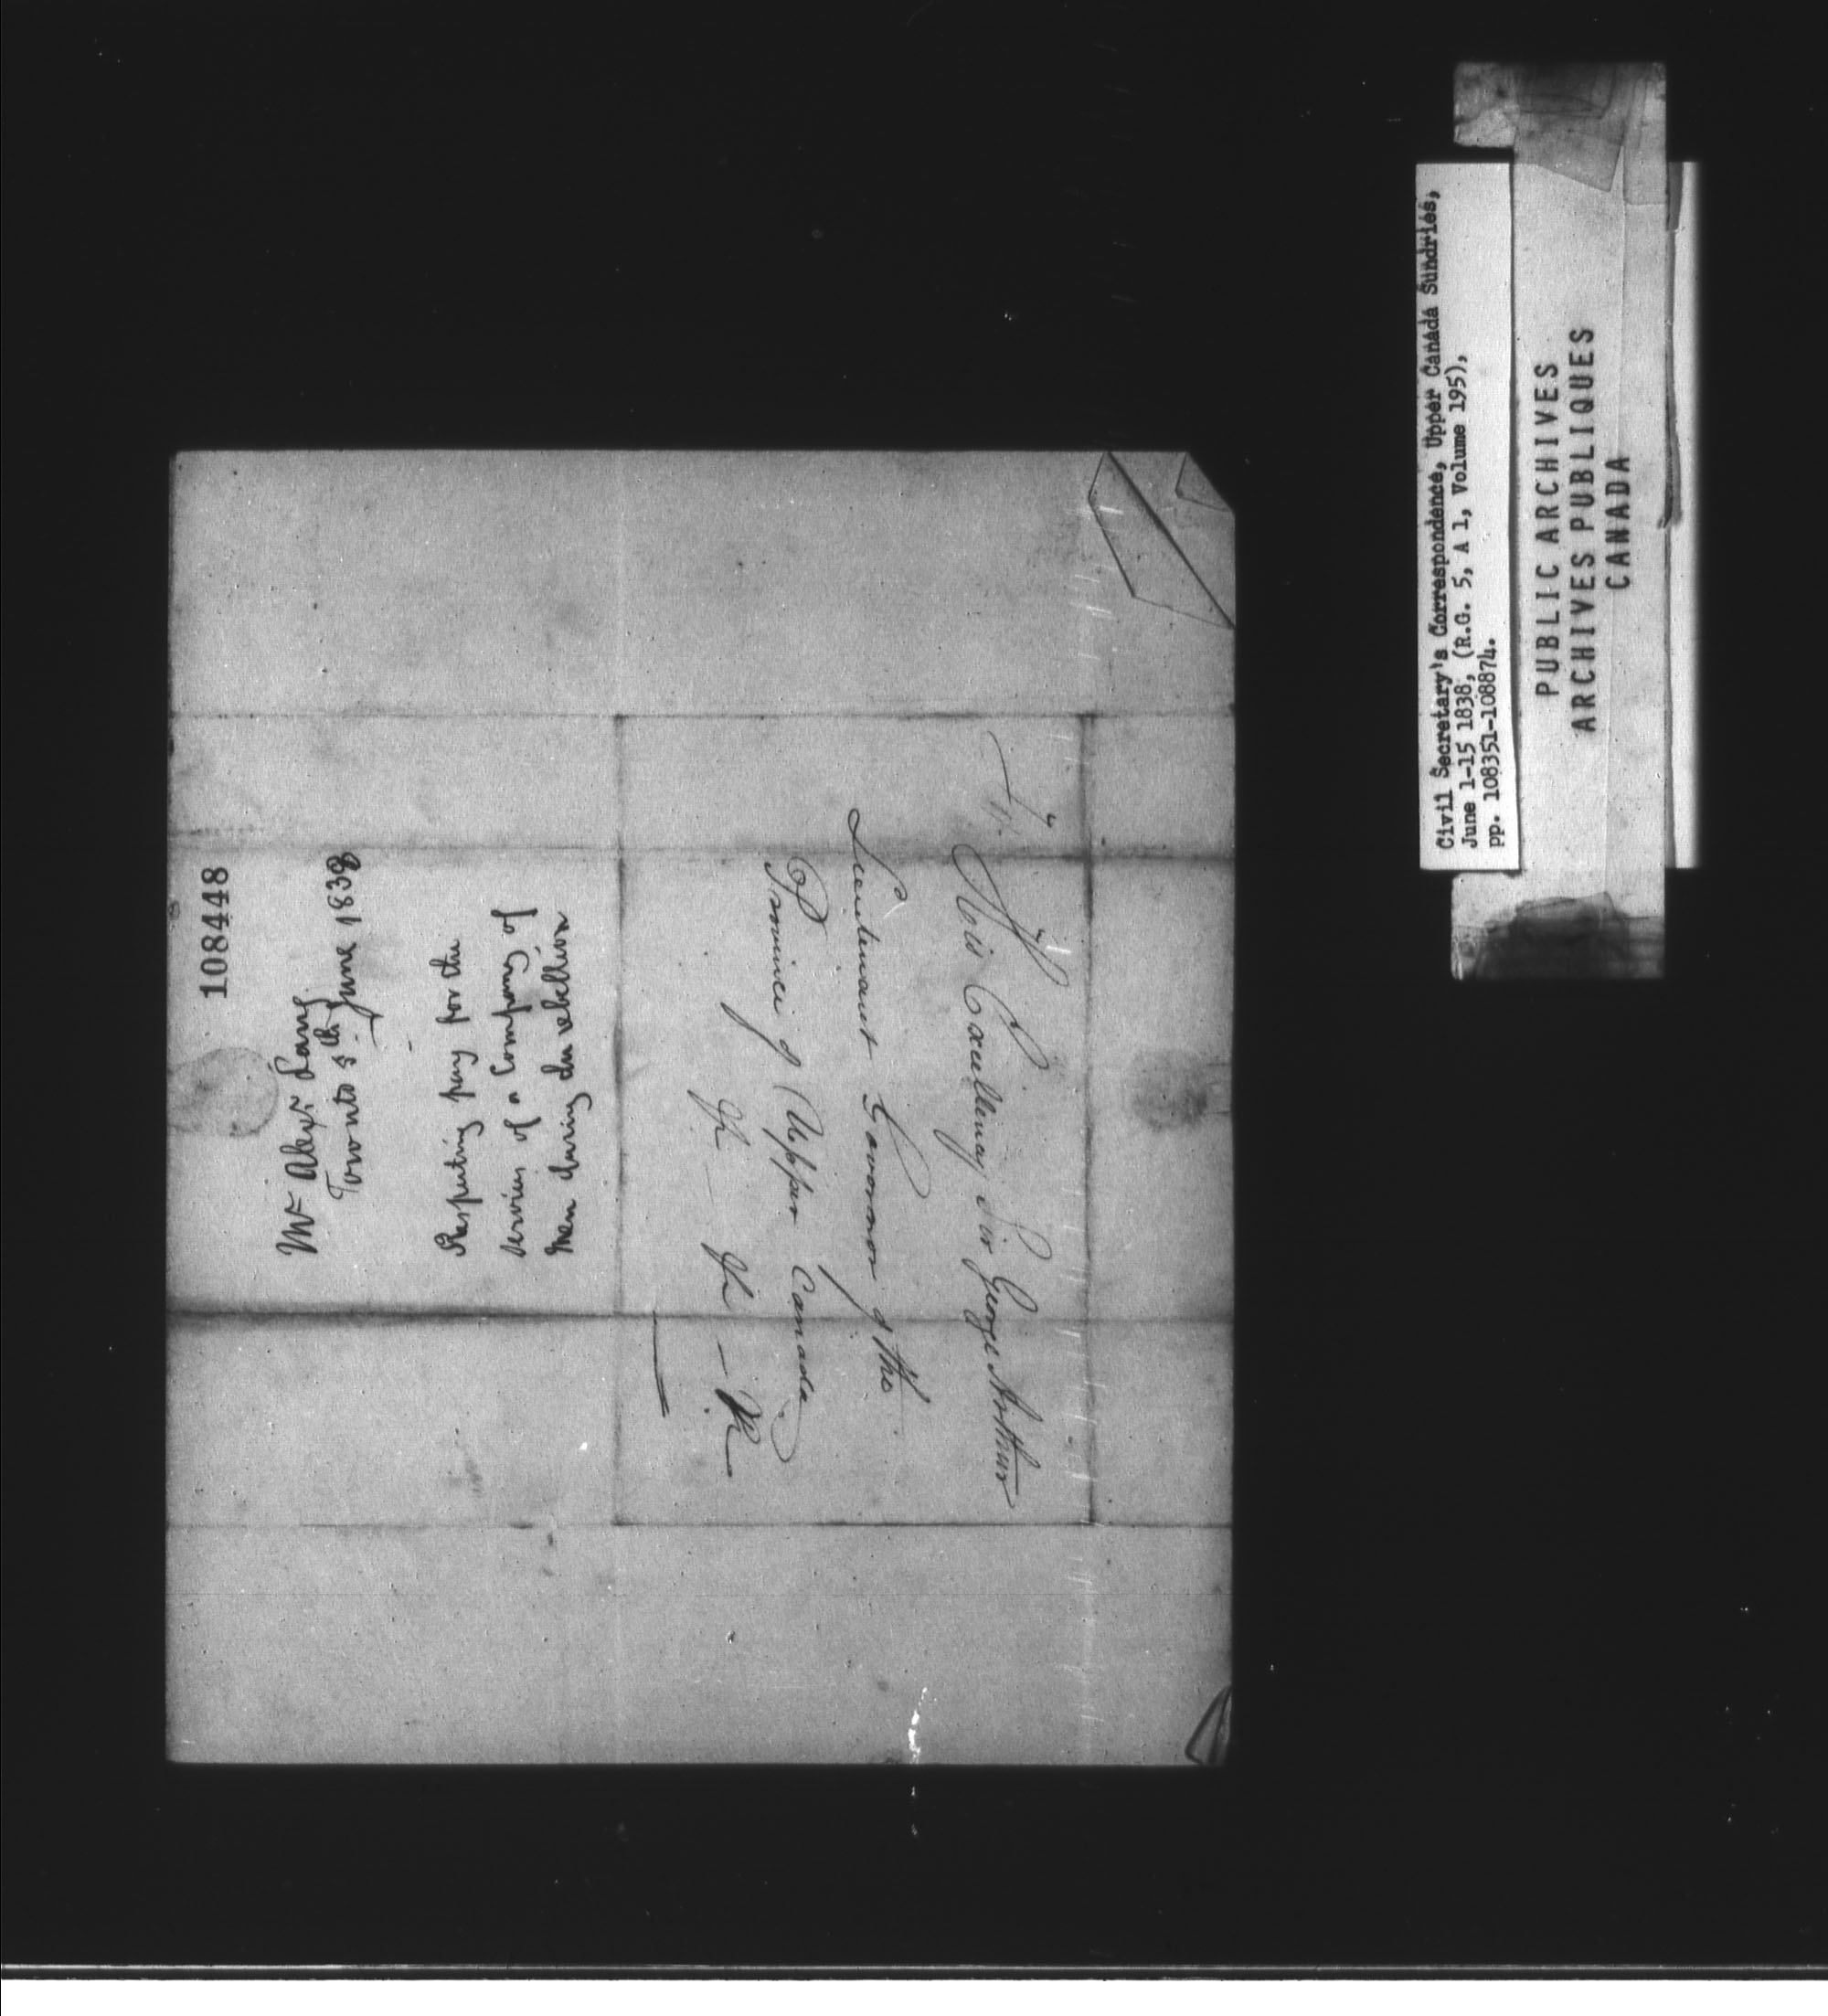 108448
Mr Alexr Lang
Toronto 5th June 1838
Respecting pay for the
services of a Company of
Men during the rebellion
To
His Excellency Sir George Arthur
Lieutenant Governor of the
Province of Upper Canada
&c — &c — &c
Civil Secretary's Correspondence, Upper Canada Sundries,
June 1-15 1838, (R.G. 5, A 1, Volume 195),
pp. 108351-108874.
PUBLIC ARCHIVES
ARCHIVES PUBLIQUES
CANADA